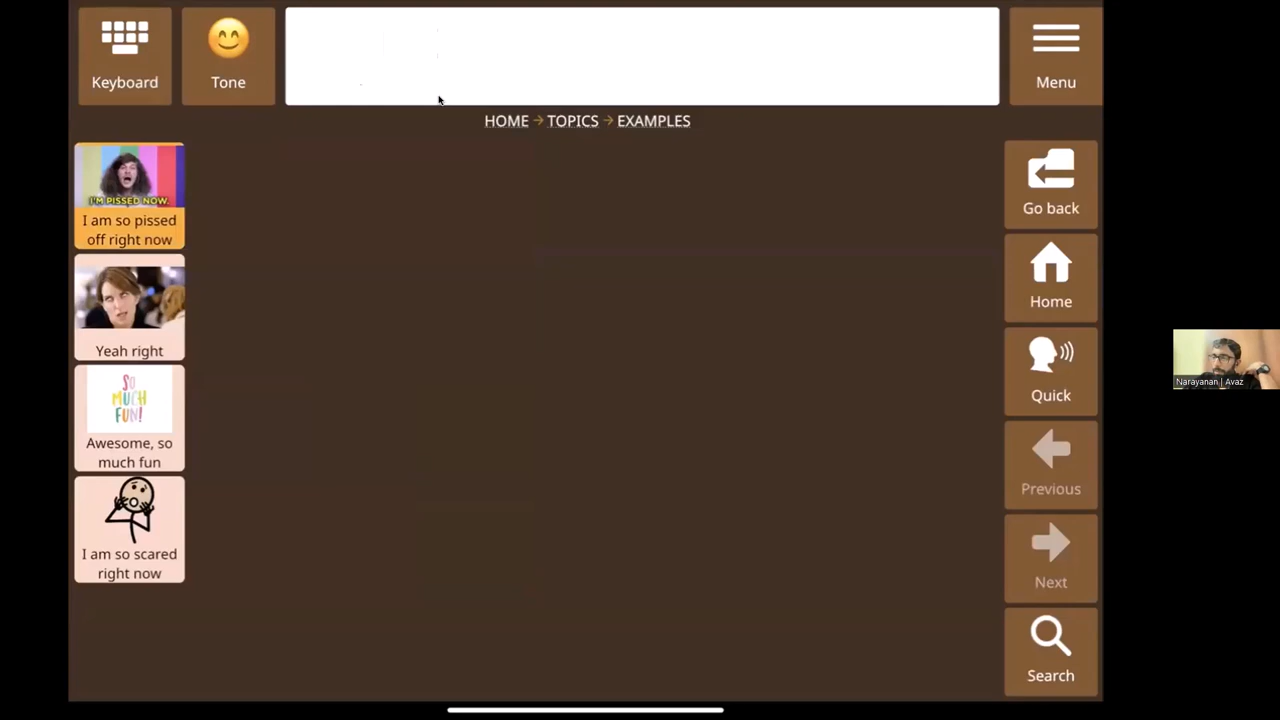 Keyboard
Tone
Menu
HOME → TOPICS → EXAMPLES
I'M PISSED NOW.
I am so pissed
off right now
Yeah right
SO
MUCH
FUN!
Awesome, so
much fun
I am so scared
right now
Go back
Home
Quick
Previous
Next
Search
Narayanan | Avaz